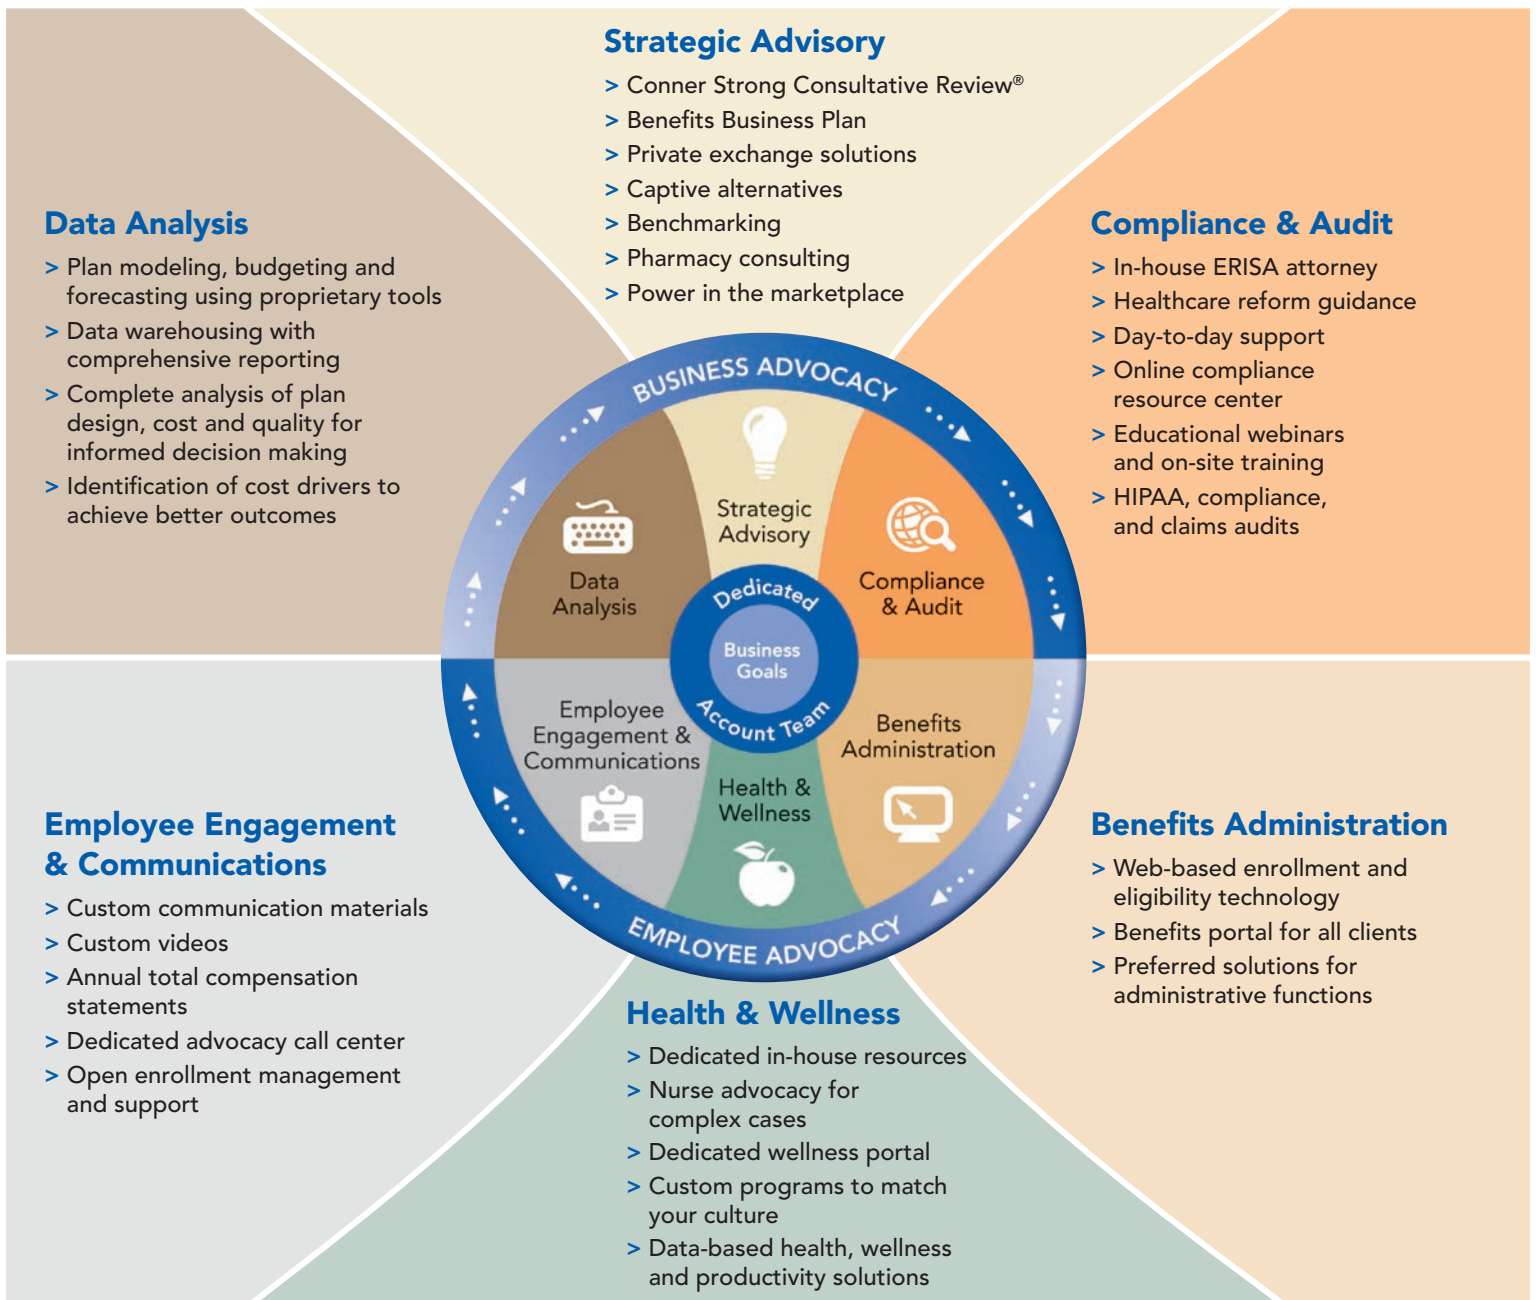 Strategic Advisory
> Conner Strong Consultative Review®
> Benefits Business Plan
> Private exchange solutions
> Captive alternatives
> Benchmarking
> Pharmacy consulting
> Power in the marketplace
Data Analysis
> Plan modeling, budgeting and
forecasting using proprietary tools
> Data warehousing with
comprehensive reporting
> Complete analysis of plan
design, cost and quality for
informed decision making
> Identification of cost drivers to
achieve better outcomes
Compliance & Audit
> In-house ERISA attorney
> Healthcare reform guidance
> Day-to-day support
> Online compliance
resource center
> Educational webinars
and on-site training
> HIPAA, compliance,
and claims audits
BUSINESS ADVOCACY
Strategic
Advisory
Data
Analysis
Compliance
& Audit
Dedicated
Business
Goals
Account Team
Employee
Engagement &
Communications
Health &
Wellness
Benefits
Administration
EMPLOYEE ADVOCACY
Employee Engagement
& Communications
> Custom communication materials
> Custom videos
> Annual total compensation
statements
> Dedicated advocacy call center
> Open enrollment management
and support
Benefits Administration
> Web-based enrollment and
eligibility technology
> Benefits portal for all clients
> Preferred solutions for
administrative functions
Health & Wellness
> Dedicated in-house resources
> Nurse advocacy for
complex cases
> Dedicated wellness portal
> Custom programs to match
your culture
> Data-based health, wellness
and productivity solutions